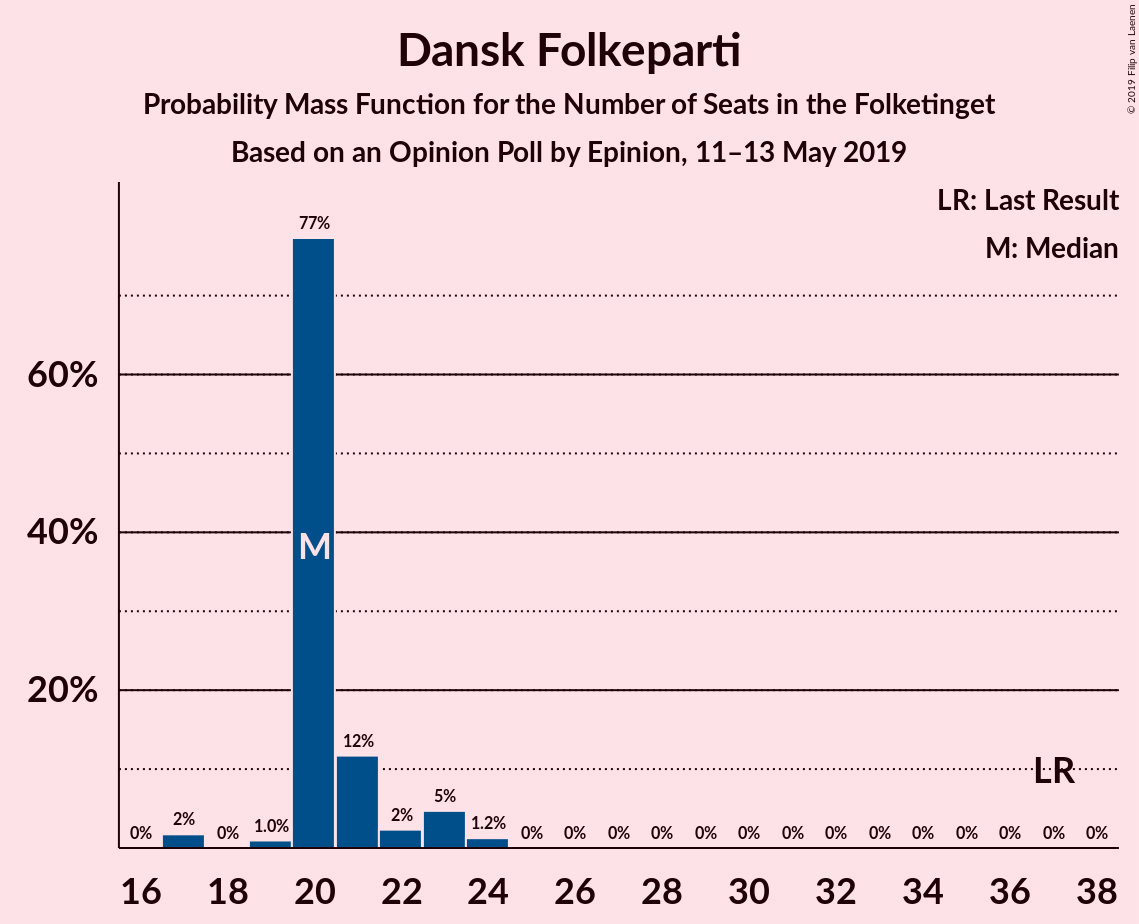 Dansk Folkeparti
Probability Mass Function for the Number of Seats in the Folketinget
Based on an Opinion Poll by Epinion, 11–13 May 2019
© 2019 Filip van Laenen
LR: Last Result
M: Median
77%
60%
40%
M
20%
12%
LR
5%
2%
2%
1.2%
1.0%
0% 0% 0% 0% 0% 0% 0% 0% 0% 0% 0% 0% 0% 0% 0% 0%
16 18 20 22 24 26 28 30 32 34 36 38